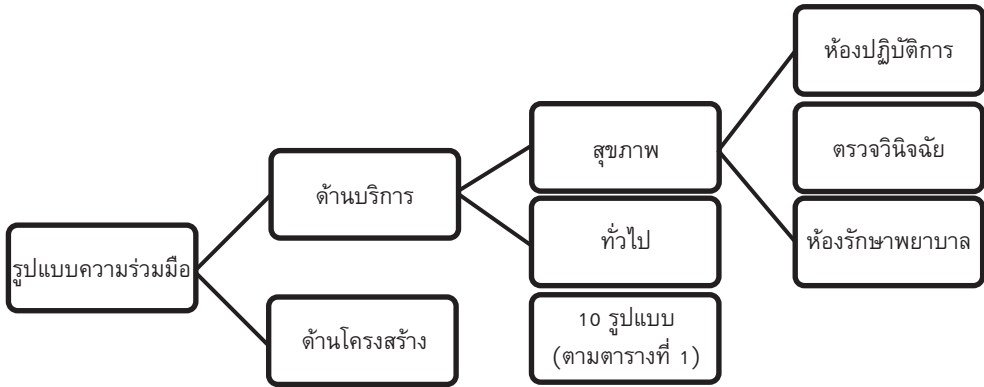 รูปแบบความร่วมมือ
ด้านบริการ
ด้านโครงสร้าง
สุขภาพ
ทั่วไป
10 รูปแบบ
(ตามตารางที่ 1)
ห้องปฏิบัติการ
ตรวจวินิจฉัย
ห้องรักษาพยาบาล